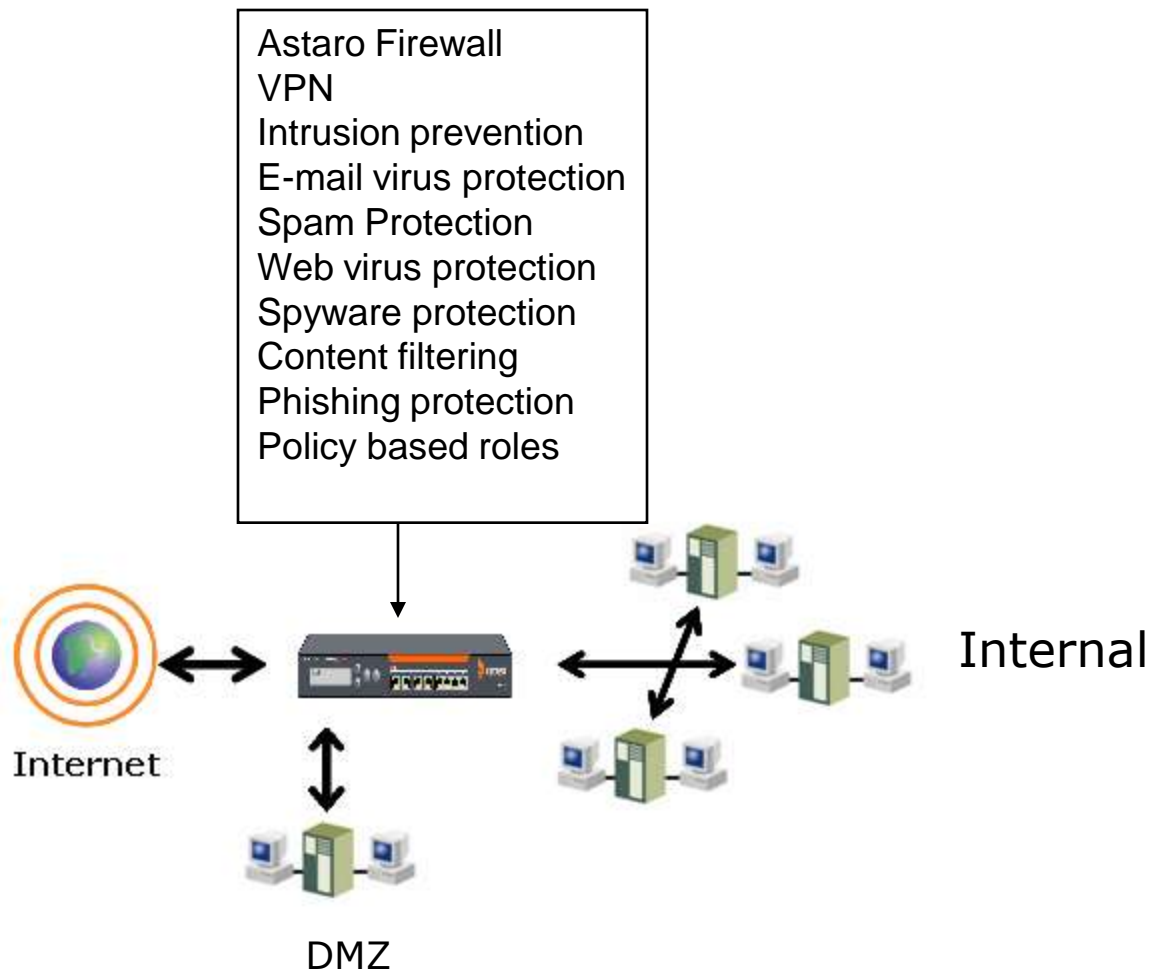 Astaro Firewall
VPN
Intrusion prevention
E-mail virus protection
Spam Protection
Web virus protection
Spyware protection
Content filtering
Phishing protection
Policy based roles
Internal
Internet
DMZ